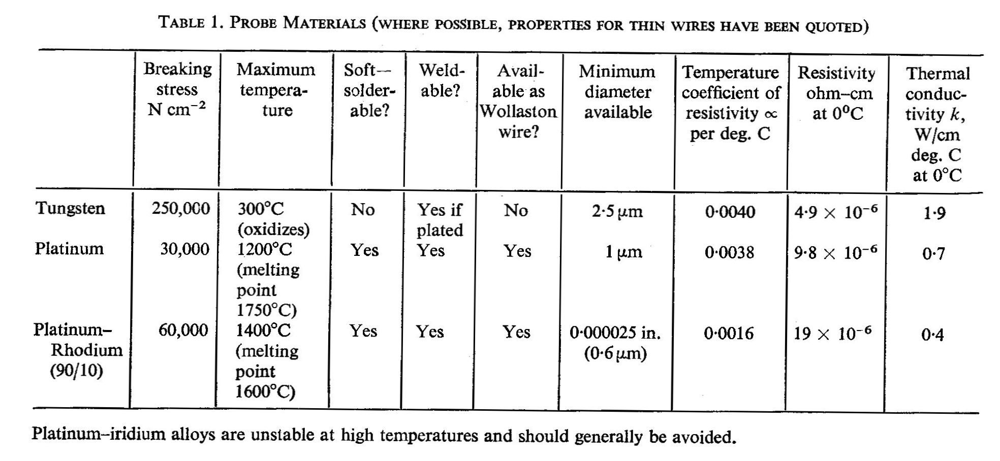 TABLE 1. PROBE MATERIALS (WHERE POSSIBLE, PROPERTIES FOR THIN WIRES HAVE BEEN QUOTED)
Breaking stress N cm⁻² | Maximum tempera-ture | Soft—solder-able? | Weld-able? | Avail-able as Wollaston wire? | Minimum diameter available | Temperature coefficient of resistivity ∝ per deg. C | Resistivity ohm–cm at 0°C | Thermal conduc-tivity k, W/cm deg. C at 0°C
Tungsten | 250,000 | 300°C (oxidizes) | No | Yes if plated | No | 2·5 μm | 0·0040 | 4·9 × 10⁻⁶ | 1·9
Platinum | 30,000 | 1200°C (melting point 1750°C) | Yes | Yes | Yes | 1 μm | 0·0038 | 9·8 × 10⁻⁶ | 0·7
Platinum–Rhodium (90/10) | 60,000 | 1400°C (melting point 1600°C) | Yes | Yes | Yes | 0·000025 in. (0·6 μm) | 0·0016 | 19 × 10⁻⁶ | 0·4
Platinum–iridium alloys are unstable at high temperatures and should generally be avoided.